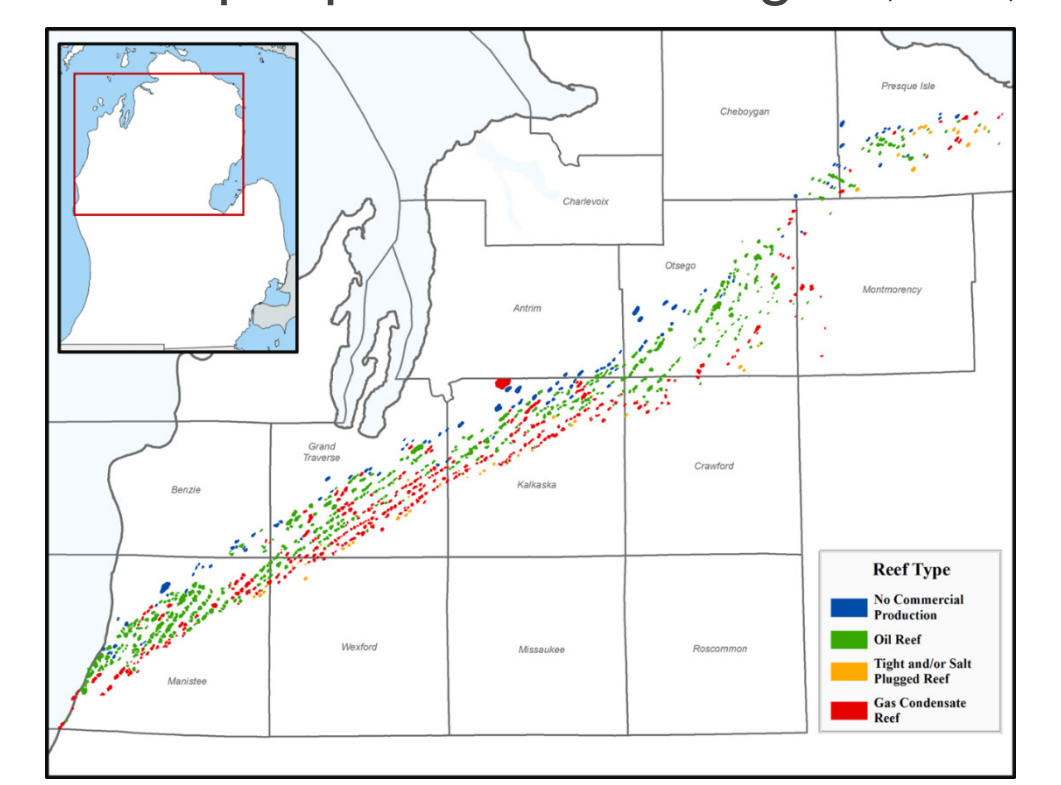 Presque Isle
Cheboygan
Charlevoix
Otsego
Montmorency
Antrim
Grand
Traverse
Crawford
Kalkaska
Benzie
Wexford
Missaukee
Roscommon
Manistee
Reef Type
No Commercial
Production
Oil Reef
Tight and/or Salt
Plugged Reef
Gas Condensate
Reef